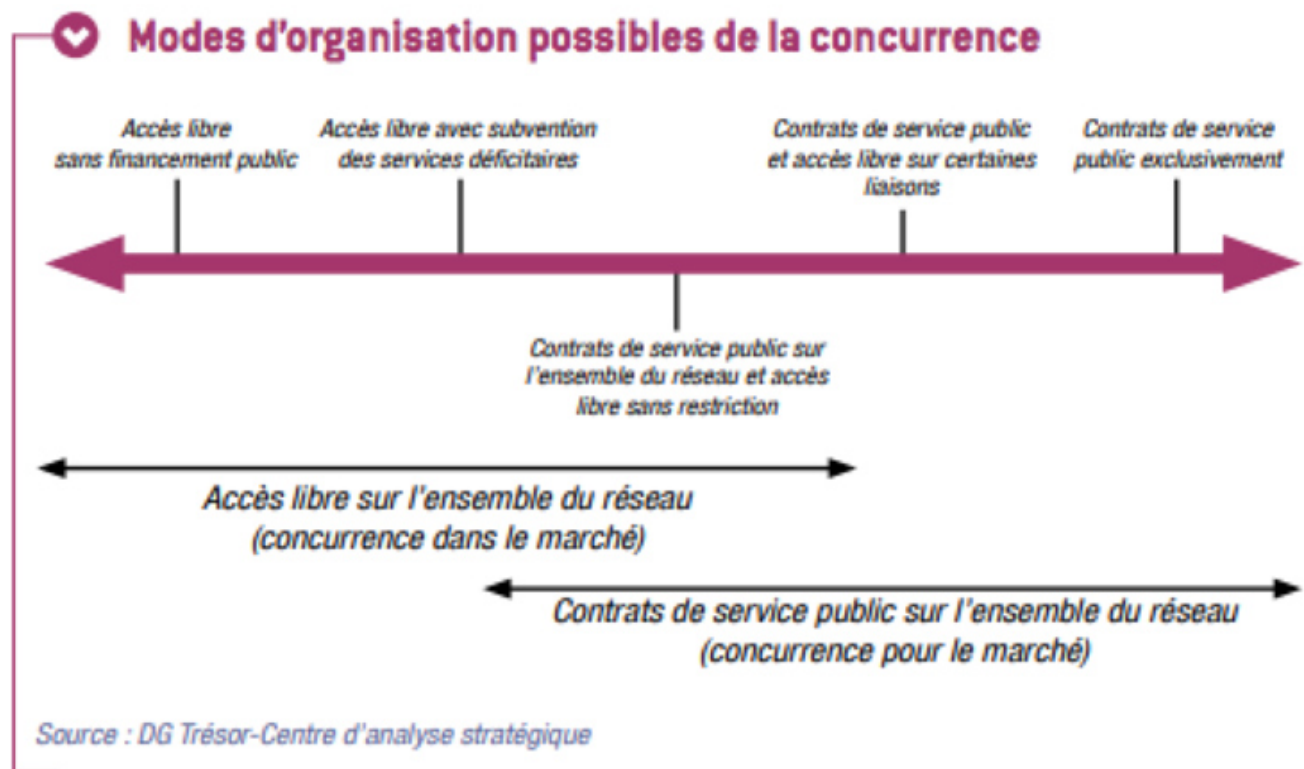 Modes d'organisation possibles de la concurrence
Accès libre
sans financement public
Accès libre avec subvention
des services déficitaires
Contrats de service public
et accès libre sur certaines
liaisons
Contrats de service
public exclusivement
Contrats de service public sur
l'ensemble du réseau et accès
libre sans restriction
Accès libre sur l'ensemble du réseau
(concurrence dans le marché)
Contrats de service public sur l'ensemble du réseau
(concurrence pour le marché)
Source : DG Trésor-Centre d'analyse stratégique